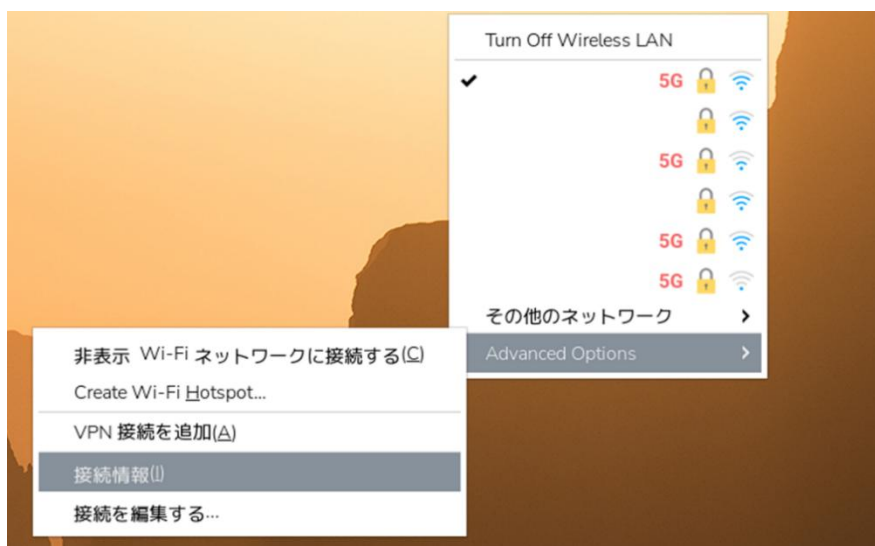 Turn Off Wireless LAN
5G
5G
5G
5G
その他のネットワーク
Advanced Options
非表示 Wi-Fi ネットワークに接続する(C)
Create Wi-Fi Hotspot...
VPN 接続を追加(A)
接続情報(I)
接続を編集する...